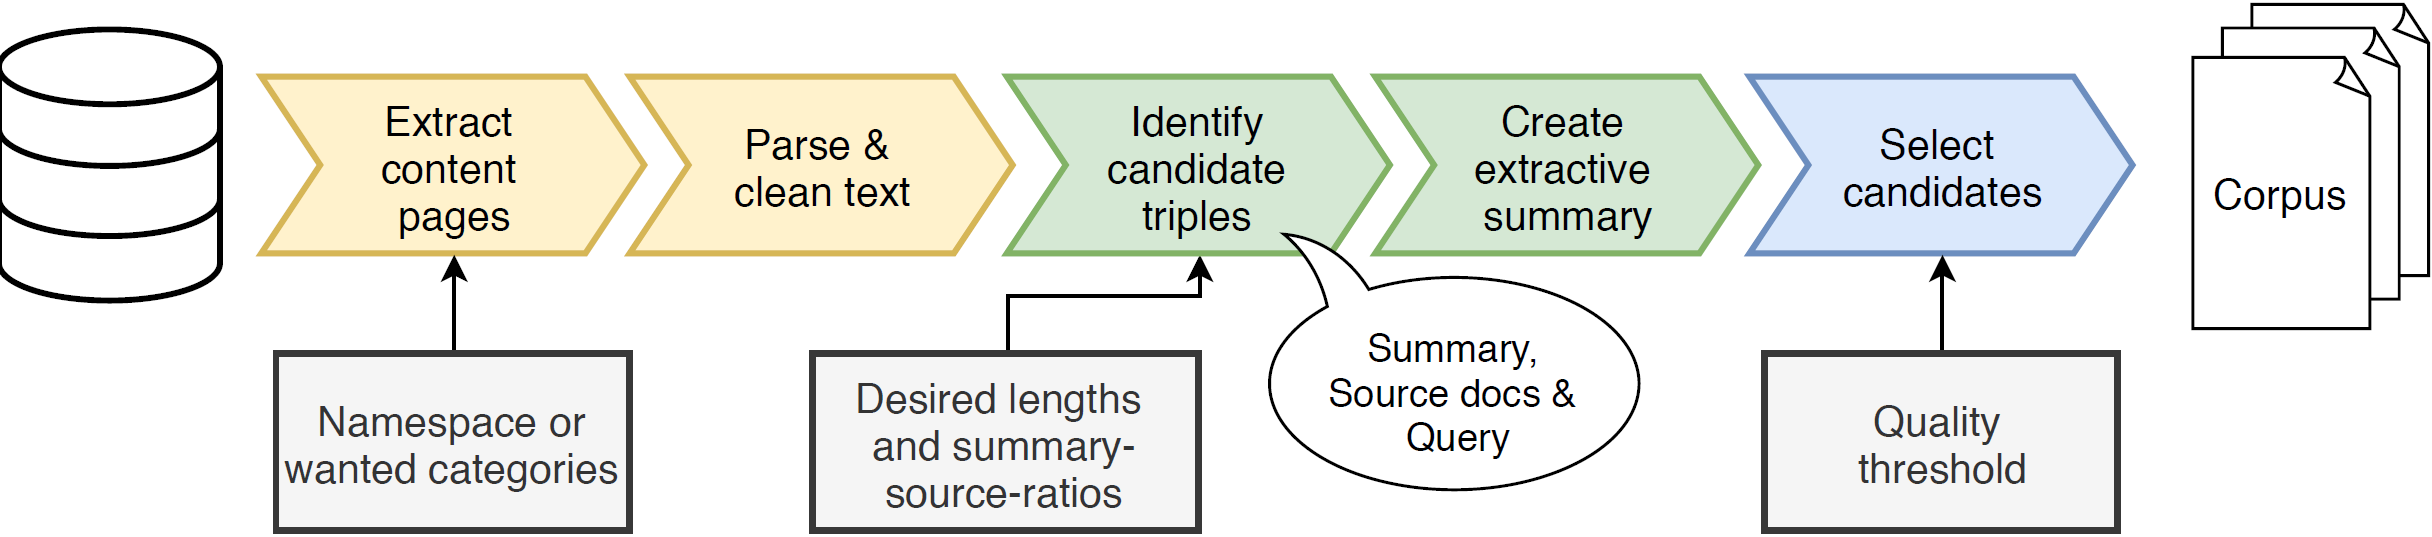 Extract
content
pages
Parse &
clean text
Identify
candidate
triples
Create
extractive
summary
Select
candidates
Corpus
Namespace or
wanted categories
Desired lengths
and summary-
source-ratios
Summary,
Source docs &
Query
Quality
threshold